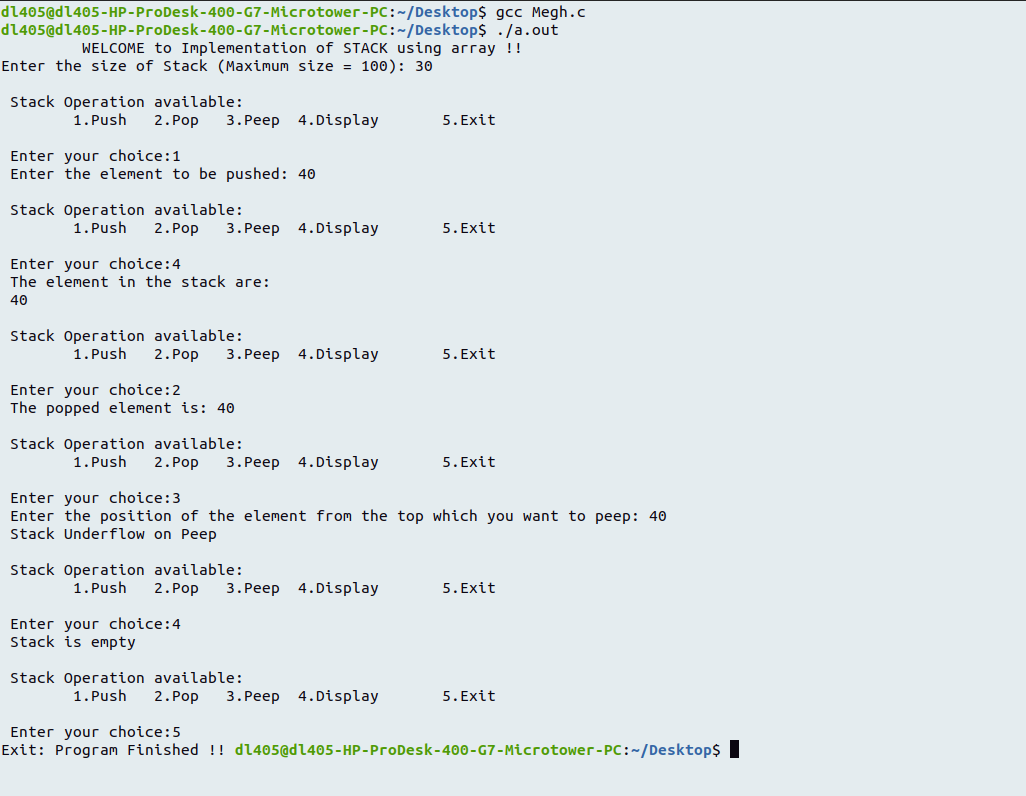 dl405@dl405-HP-ProDesk-400-G7-Microtower-PC:~/Desktop$ gcc Megh.c
dl405@dl405-HP-ProDesk-400-G7-Microtower-PC:~/Desktop$ ./a.out
WELCOME to Implementation of STACK using array !!
Enter the size of Stack (Maximum size = 100): 30
Stack Operation available:
1.Push 2.Pop 3.Peep 4.Display 5.Exit
Enter your choice:1
Enter the element to be pushed: 40
Stack Operation available:
1.Push 2.Pop 3.Peep 4.Display 5.Exit
Enter your choice:4
The element in the stack are:
40
Stack Operation available:
1.Push 2.Pop 3.Peep 4.Display 5.Exit
Enter your choice:2
The popped element is: 40
Stack Operation available:
1.Push 2.Pop 3.Peep 4.Display 5.Exit
Enter your choice:3
Enter the position of the element from the top which you want to peep: 40
Stack Underflow on Peep
Stack Operation available:
1.Push 2.Pop 3.Peep 4.Display 5.Exit
Enter your choice:4
Stack is empty
Stack Operation available:
1.Push 2.Pop 3.Peep 4.Display 5.Exit
Enter your choice:5
Exit: Program Finished !! dl405@dl405-HP-ProDesk-400-G7-Microtower-PC:~/Desktop$